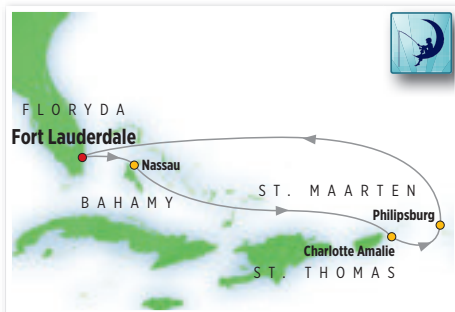 FLORYDA
Fort Lauderdale
Nassau
BAHAMY
ST. MAARTEN
Philipsburg
Charlotte Amalie
ST. THOMAS